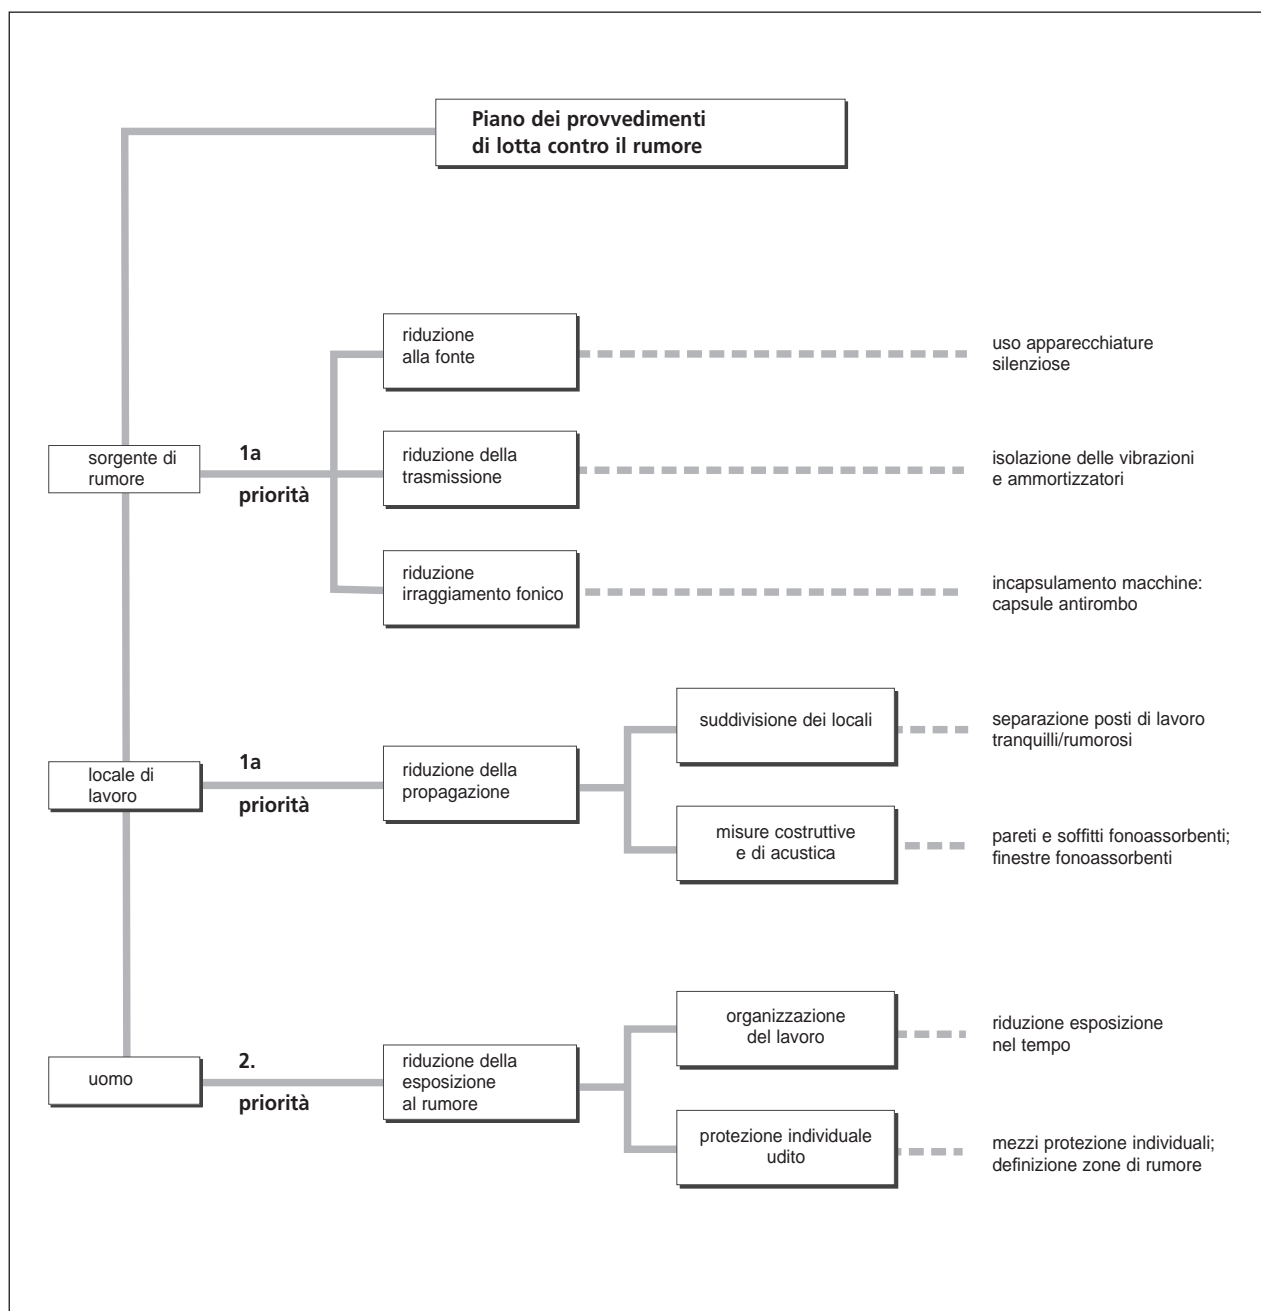 Piano dei provvedimenti
di lotta contro il rumore
riduzione
alla fonte
uso apparecchiature
silenziose
sorgente di
rumore
1a
priorità
riduzione della
trasmissione
isolazione delle vibrazioni
e ammortizzatori
riduzione
irraggiamento fonico
incapsulamento macchine:
capsule antirombo
locale di
lavoro
1a
priorità
riduzione della
propagazione
suddivisione dei locali
separazione posti di lavoro
tranquilli/rumorosi
misure costruttive
e di acustica
pareti e soffitti fonoassorbenti;
finestre fonoassorbenti
uomo
2.
priorità
riduzione della
esposizione
al rumore
organizzazione
del lavoro
riduzione esposizione
nel tempo
protezione individuale
udito
mezzi protezione individuali;
definizione zone di rumore